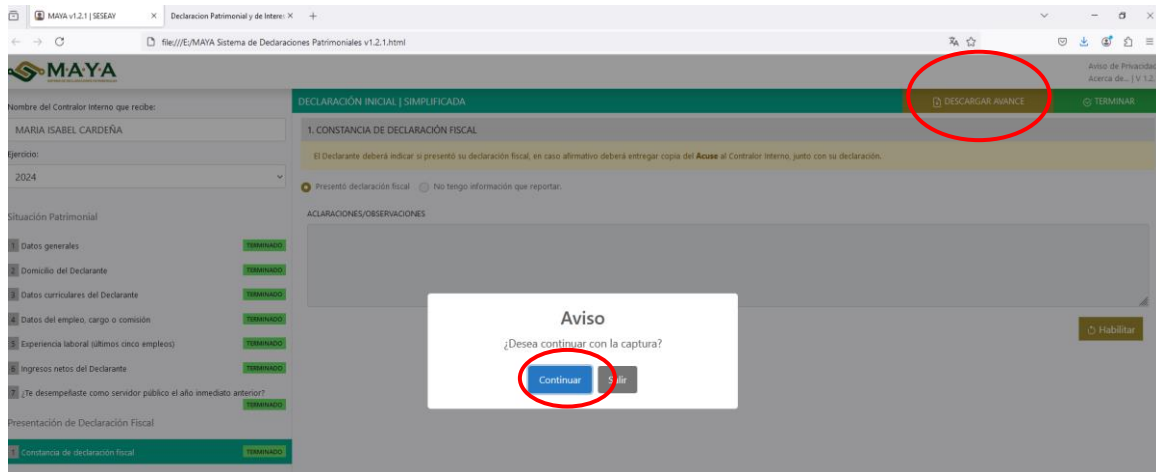 MAYA v1.2.1 | SESEAY
Declaracion Patrimonial y de Intere
file:///E:/MAYA Sistema de Declaraciones Patrimoniales v1.2.1.html
M·A·Y·A
Aviso de Privacidad
Acerca de... | V 1.2.
Nombre del Contralor Interno que recibe:
MARIA ISABEL CARDEÑA
Ejercicio:
2024
Situación Patrimonial
1 Datos generales TERMINADO
2 Domicilio del Declarante TERMINADO
3 Datos curriculares del Declarante TERMINADO
4 Datos del empleo, cargo o comisión TERMINADO
5 Experiencia laboral (últimos cinco empleos) TERMINADO
6 Ingresos netos del Declarante TERMINADO
7 ¿Te desempeñaste como servidor público el año inmediato anterior?
TERMINADO
Presentación de Declaración Fiscal
1 Constancia de declaración fiscal TERMINADO
DECLARACIÓN INICIAL | SIMPLIFICADA
DESCARGAR AVANCE
TERMINAR
1. CONSTANCIA DE DECLARACIÓN FISCAL
El Declarante deberá indicar si presentó su declaración fiscal, en caso afirmativo deberá entregar copia del Acuse al Contralor Interno, junto con su declaración.
Presentó declaración fiscal No tengo información que reportar.
ACLARACIONES/OBSERVACIONES
Habilitar
Aviso
¿Desea continuar con la captura?
Continuar Salir